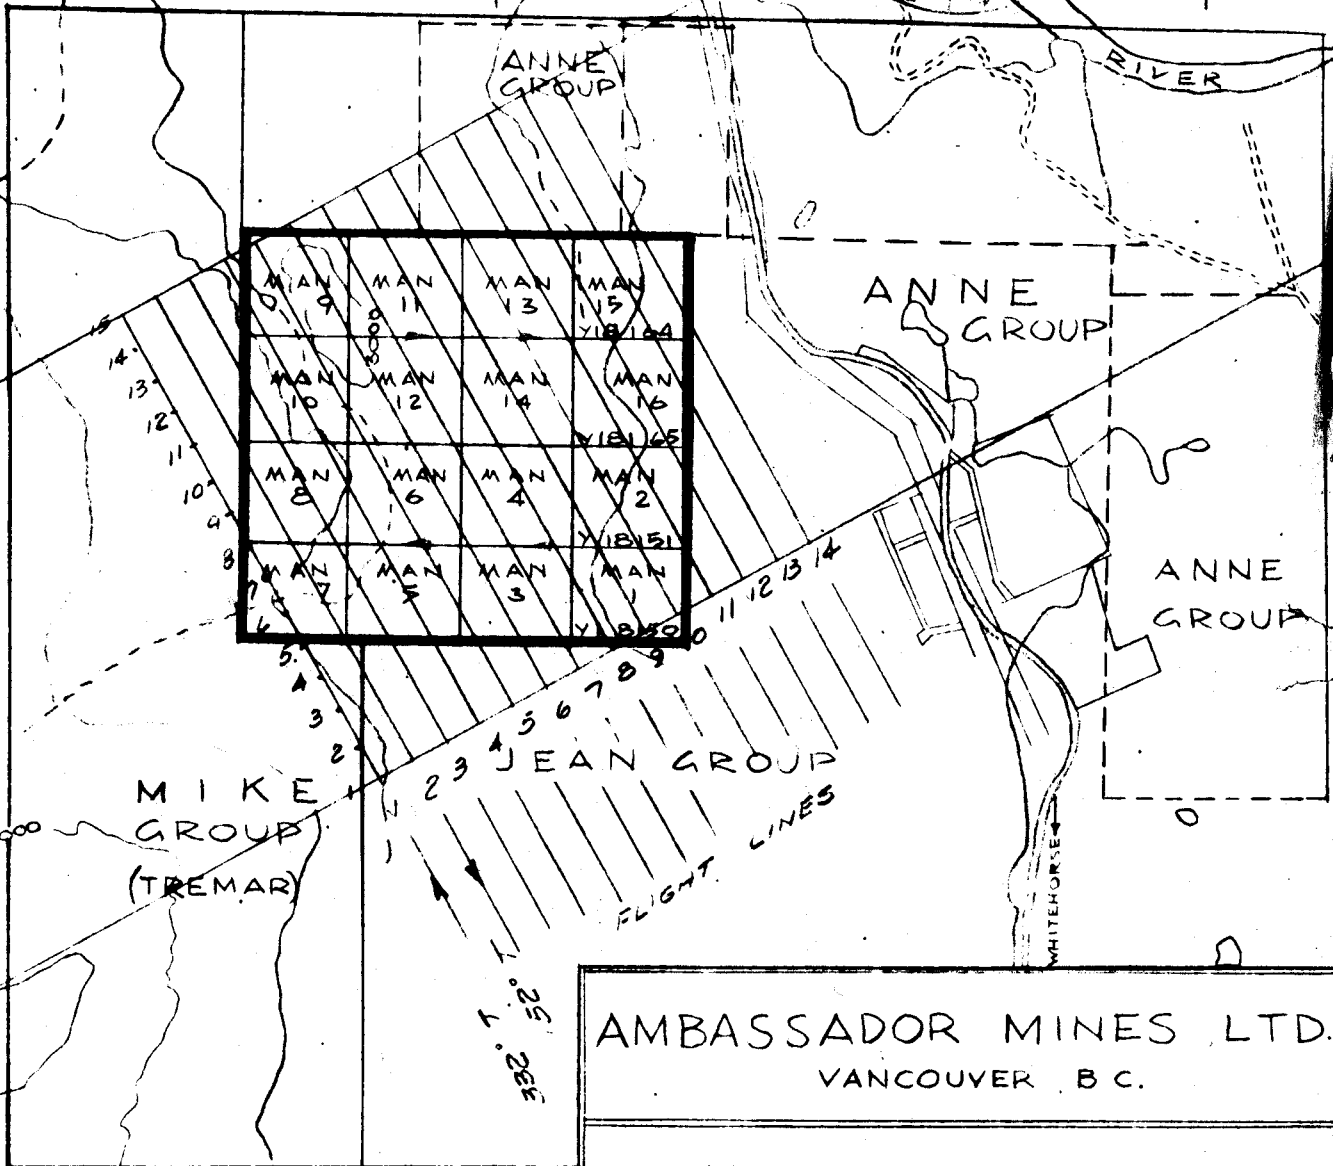 RIVER
ANNE
GROUP
MAN
9
MAN
11
MAN
13
MAN
15
Y18164
3000
MAN
10
MAN
12
MAN
14
MAN
16
Y18165
MAN
8
MAN
6
MAN
4
MAN
2
Y18151
MAN
7
MAN
5
MAN
3
MAN
1
Y18150
ANNE
GROUP
ANNE
GROUP
15
14
13
12
11
10
9
8
7
6
5
4
3
2
1
1
2
3
4
5
6
7
8
9
10
11
12
13
14
JEAN GROUP
MIKE
GROUP
(TREMAR)
FLIGHT LINES
152° T
332° T
WHITEHORSE
AMBASSADOR MINES LTD.
VANCOUVER B C.